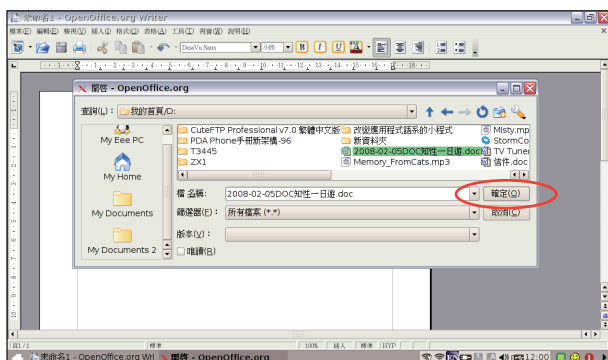 未命名1 - OpenOffice.org Writer
檔案(F) 編輯(E) 檢視(V) 插入(I) 格式(O) 表格(A) 工具(T) 視窗(W) 說明(H)
DejaVu Sans 小四 B I U
開啓 - OpenOffice.org
查詢(L)： 我的首頁/D:
My Eee PC
My Home
My Documents
My Documents 2
CuteFTP Professional v7.0 繁體中文版
PDA Phone手冊新架構-96
T3445
ZX1
改變應用程式語系的小程式
新資料夾
2008-02-05DOC知性一日遊.doc
Memory_FromCats.mp3
Misty.mp
StormCo
TV Tuner
信件.doc
檔名稱: 2008-02-05DOC知性一日遊.doc 確定(O)
篩選器(F)： 所有檔案 (*.*) 取消(C)
版本(V)：
唯讀(R)
頁1 / 1 標準 100% 插入 標準 HYP
未命名1 - OpenOffice.org Wri 開啓 - OpenOffice.org 12:00